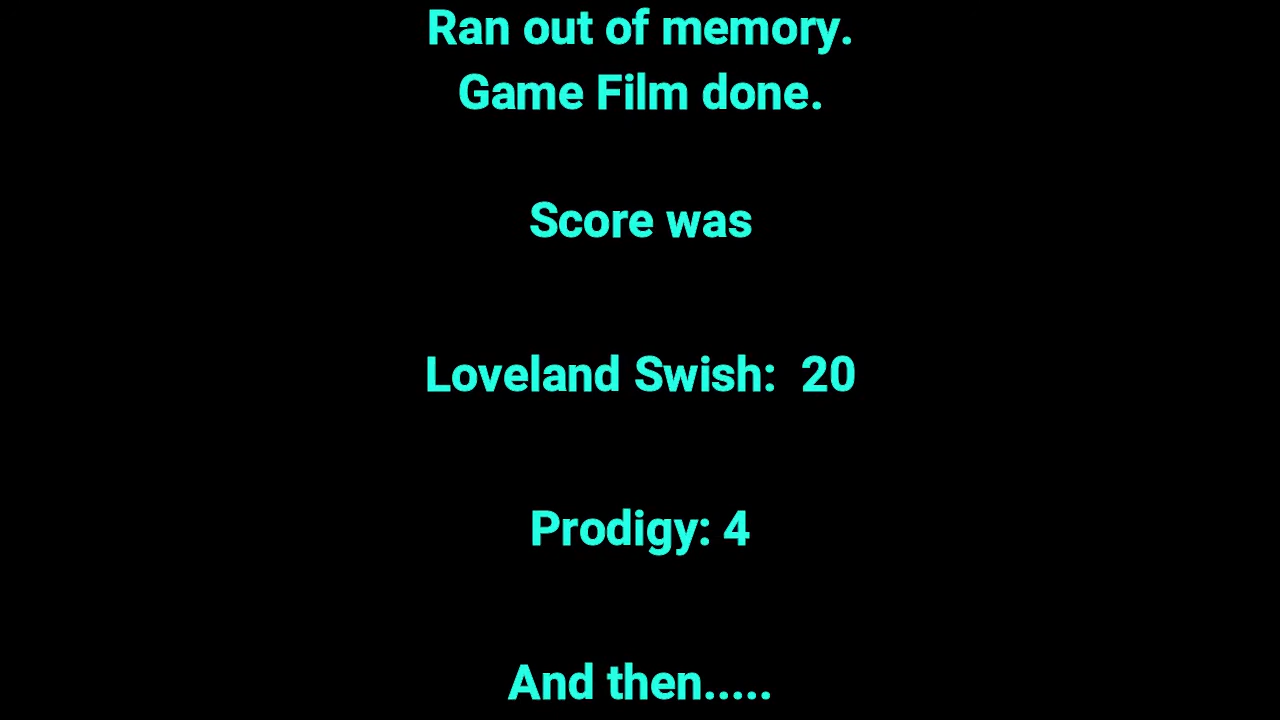 Ran out of memory.
Game Film done.
Score was
Loveland Swish:  20
Prodigy: 4
And then.....